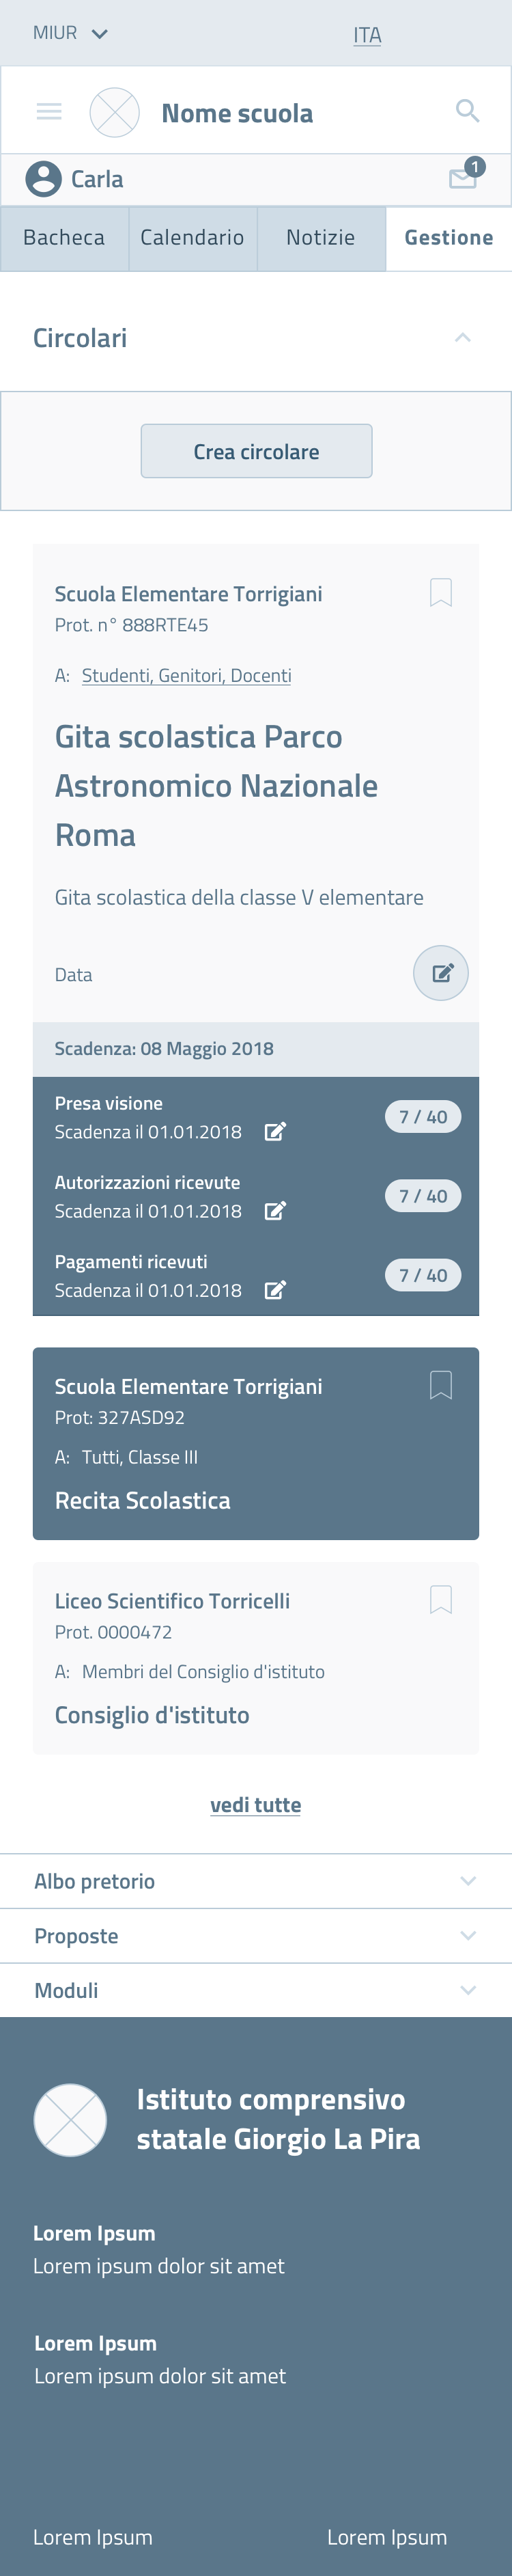 MIUR
ITA
Nome scuola
Carla
1
Bacheca
Calendario
Notizie
Gestione
Circolari
Crea circolare
Scuola Elementare Torrigiani
Prot. n° 888RTE45
A: Studenti, Genitori, Docenti
Gita scolastica Parco
Astronomico Nazionale
Roma
Gita scolastica della classe V elementare
Data
Scadenza: 08 Maggio 2018
Presa visione
Scadenza il 01.01.2018
7 / 40
Autorizzazioni ricevute
Scadenza il 01.01.2018
7 / 40
Pagamenti ricevuti
Scadenza il 01.01.2018
7 / 40
Scuola Elementare Torrigiani
Prot: 327ASD92
A: Tutti, Classe III
Recita Scolastica
Liceo Scientifico Torricelli
Prot. 0000472
A: Membri del Consiglio d'istituto
Consiglio d'istituto
vedi tutte
Albo pretorio
Proposte
Moduli
Istituto comprensivo
statale Giorgio La Pira
Lorem Ipsum
Lorem ipsum dolor sit amet
Lorem Ipsum
Lorem ipsum dolor sit amet
Lorem Ipsum
Lorem Ipsum